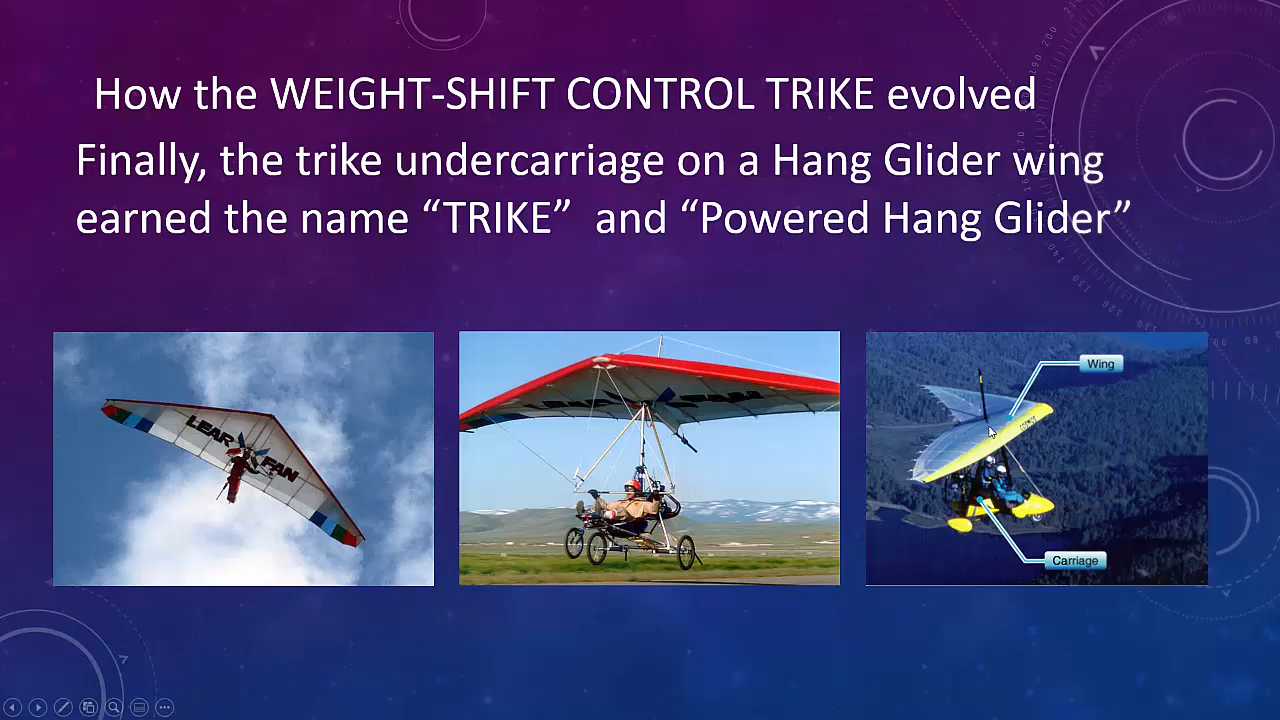 How the WEIGHT-SHIFT CONTROL TRIKE evolved
Finally, the trike undercarriage on a Hang Glider wing
earned the name “TRIKE”  and “Powered Hang Glider”
LEAR FAN
Wing
COSMOS
Carriage